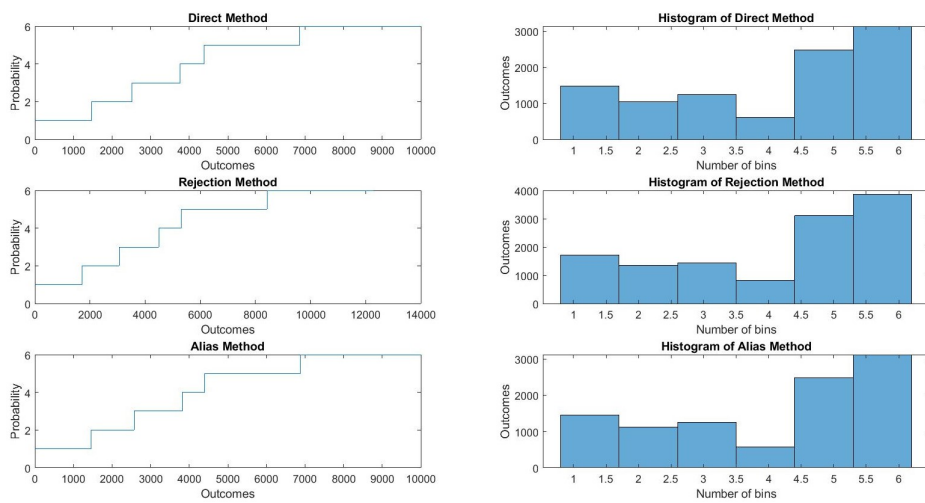 Direct Method
6
4
2
0
Probability
0 1000 2000 3000 4000 5000 6000 7000 8000 9000 10000
Outcomes
Histogram of Direct Method
3000
2000
1000
0
Outcomes
1 1.5 2 2.5 3 3.5 4 4.5 5 5.5 6
Number of bins
Rejection Method
6
4
2
0
Probability
0 2000 4000 6000 8000 10000 12000 14000
Outcomes
Histogram of Rejection Method
4000
3000
2000
1000
0
Outcomes
1 1.5 2 2.5 3 3.5 4 4.5 5 5.5 6
Number of bins
Alias Method
6
4
2
0
Probability
0 1000 2000 3000 4000 5000 6000 7000 8000 9000 10000
Outcomes
Histogram of Alias Method
3000
2000
1000
0
Outcomes
1 1.5 2 2.5 3 3.5 4 4.5 5 5.5 6
Number of bins